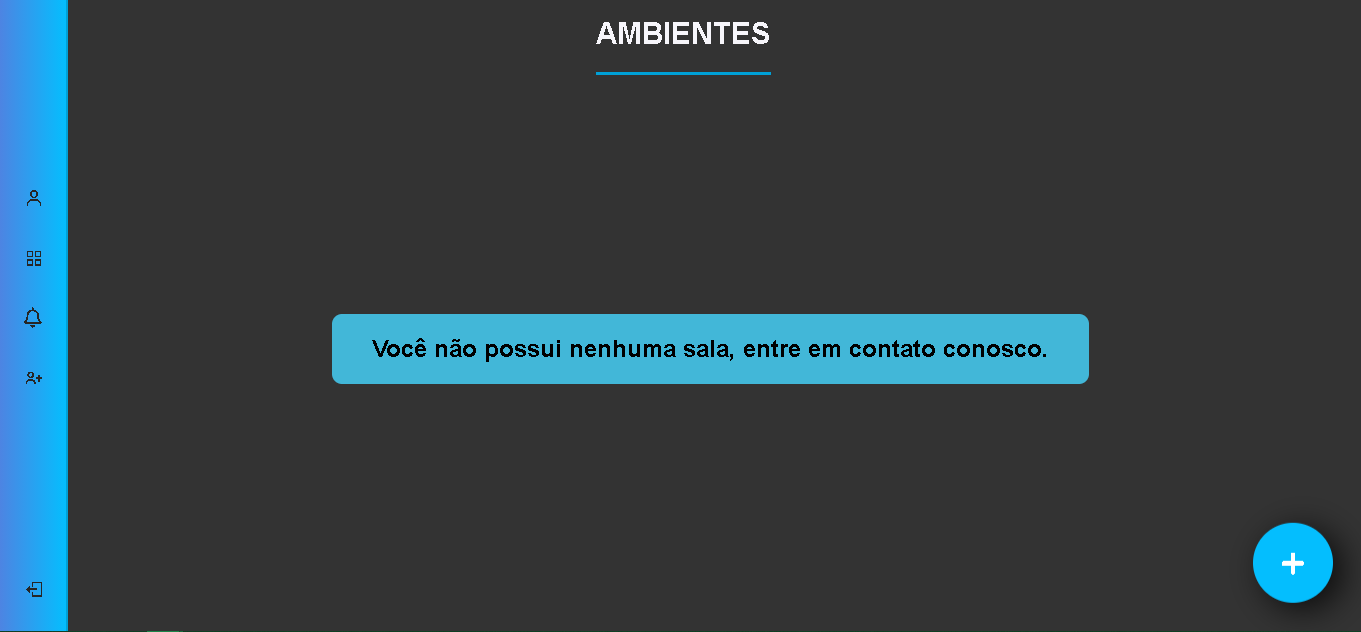 AMBIENTES
Você não possui nenhuma sala, entre em contato conosco.